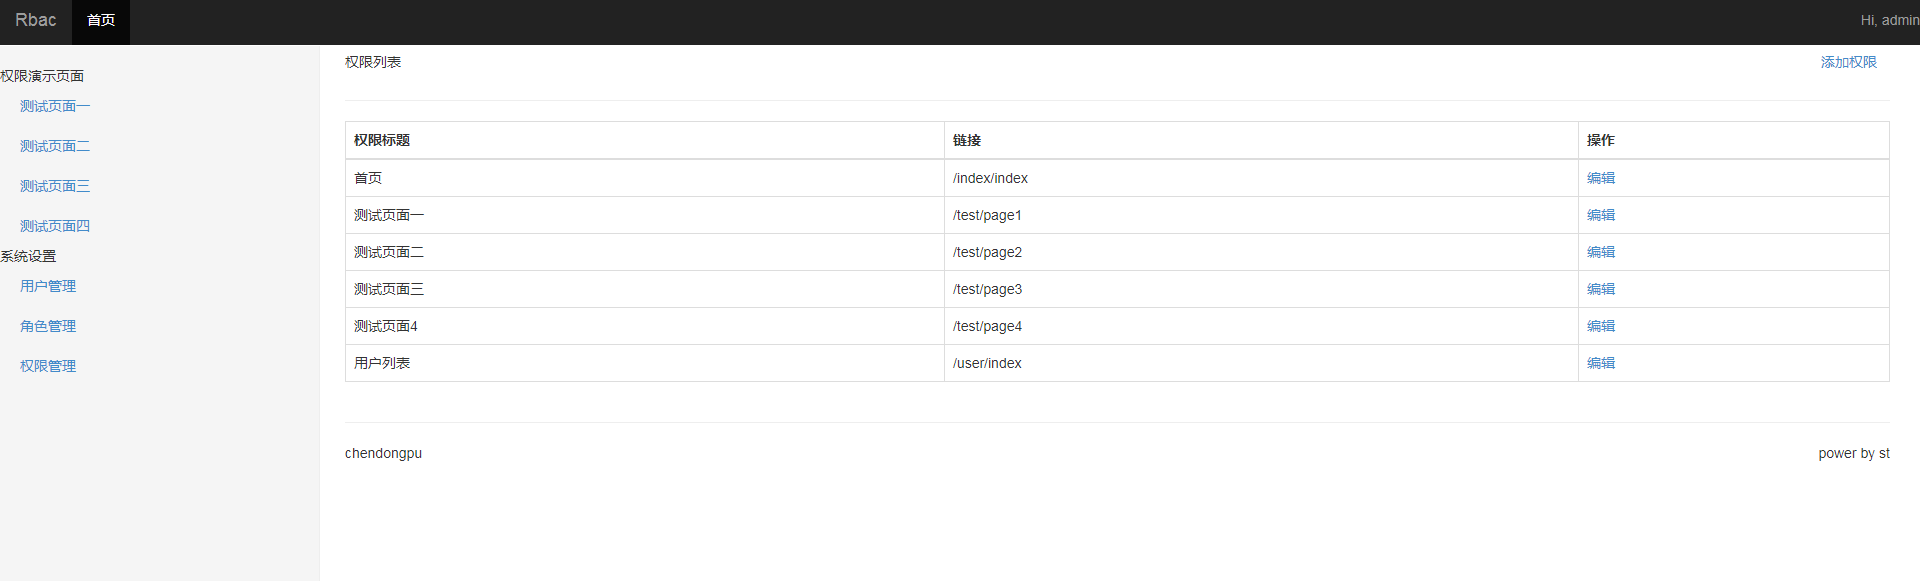 Rbac 首页 Hi, admin
权限演示页面
测试页面一
测试页面二
测试页面三
测试页面四
系统设置
用户管理
角色管理
权限管理
权限列表 添加权限
权限标题 链接 操作
首页 /index/index 编辑
测试页面一 /test/page1 编辑
测试页面二 /test/page2 编辑
测试页面三 /test/page3 编辑
测试页面4 /test/page4 编辑
用户列表 /user/index 编辑
chendongpu power by st